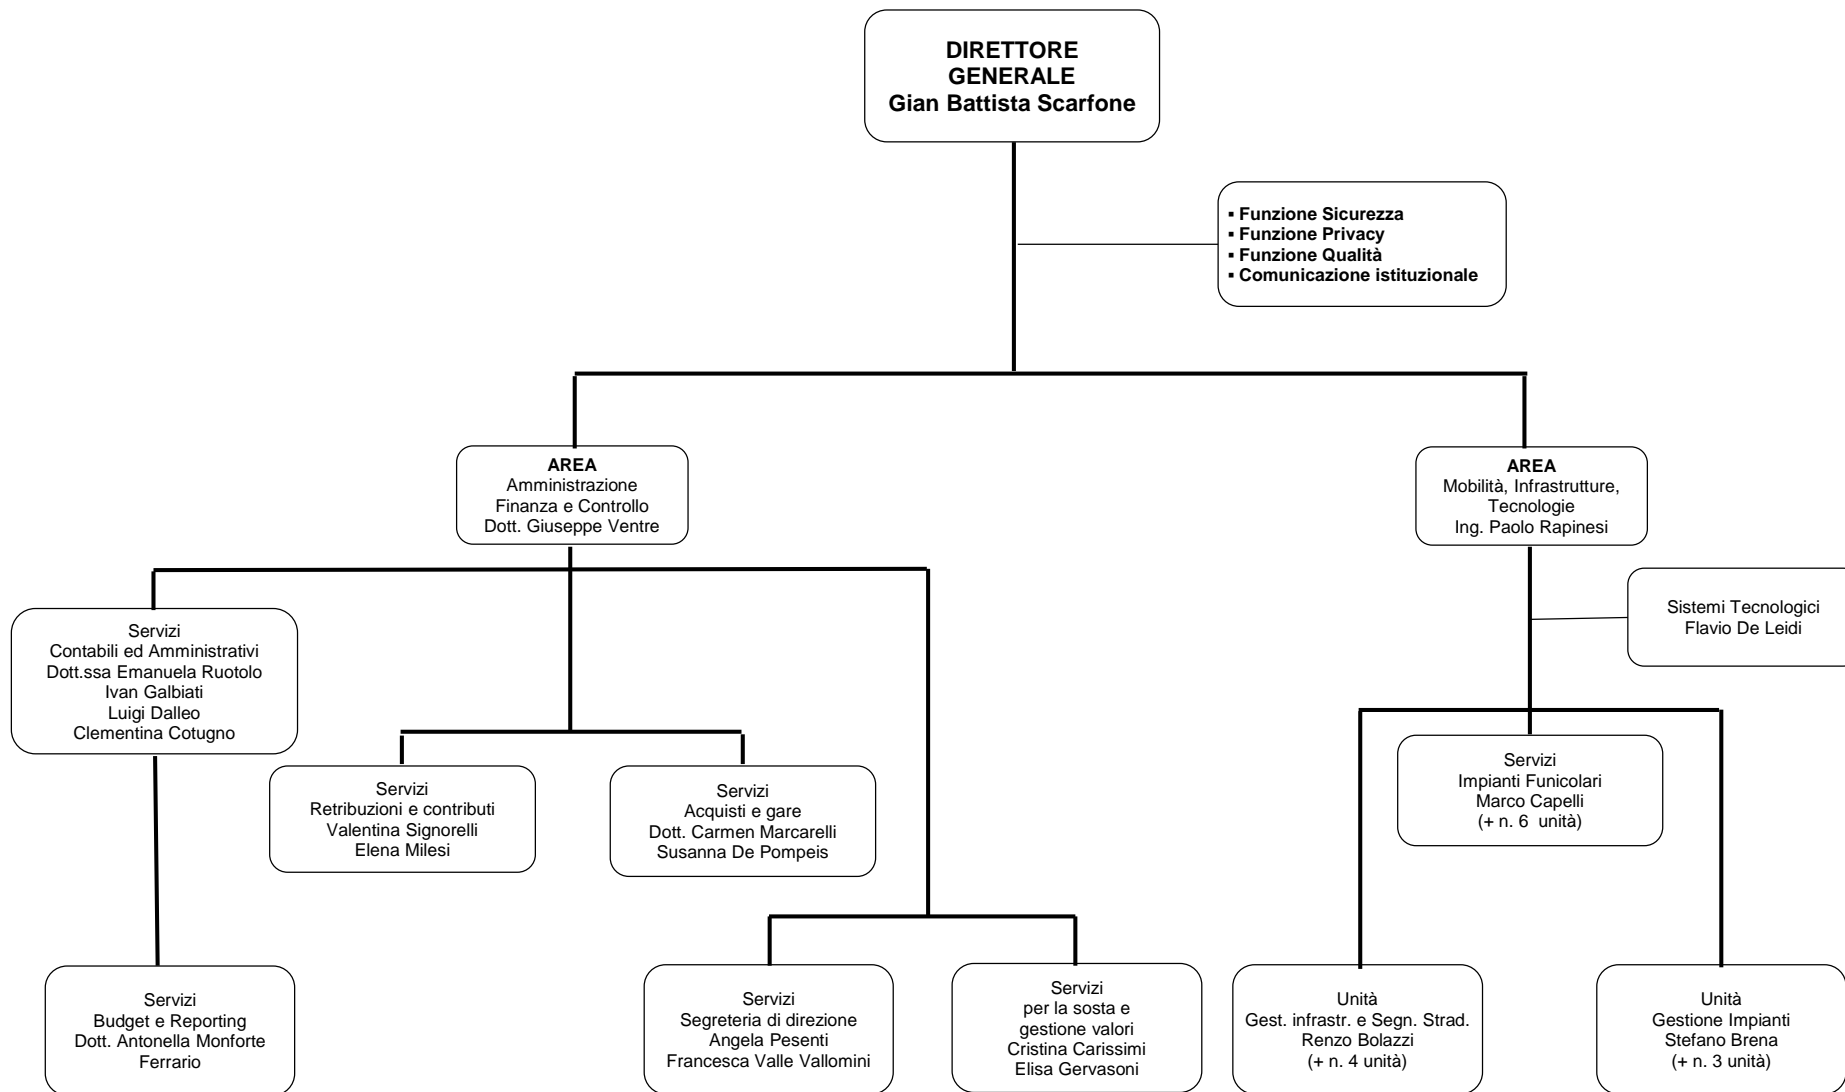 DIRETTORE
GENERALE
Gian Battista Scarfone
▪ Funzione Sicurezza
▪ Funzione Privacy
▪ Funzione Qualità
▪ Comunicazione istituzionale
AREA
Amministrazione
Finanza e Controllo
Dott. Giuseppe Ventre
AREA
Mobilità, Infrastrutture,
Tecnologie
Ing. Paolo Rapinesi
Sistemi Tecnologici
Flavio De Leidi
Servizi
Contabili ed Amministrativi
Dott.ssa Emanuela Ruotolo
Ivan Galbiati
Luigi Dalleo
Clementina Cotugno
Servizi
Retribuzioni e contributi
Valentina Signorelli
Elena Milesi
Servizi
Acquisti e gare
Dott. Carmen Marcarelli
Susanna De Pompeis
Servizi
Impianti Funicolari
Marco Capelli
(+ n. 6 unità)
Servizi
Budget e Reporting
Dott. Antonella Monforte
Ferrario
Servizi
Segreteria di direzione
Angela Pesenti
Francesca Valle Vallomini
Servizi
per la sosta e
gestione valori
Cristina Carissimi
Elisa Gervasoni
Unità
Gest. infrastr. e Segn. Strad.
Renzo Bolazzi
(+ n. 4 unità)
Unità
Gestione Impianti
Stefano Brena
(+ n. 3 unità)